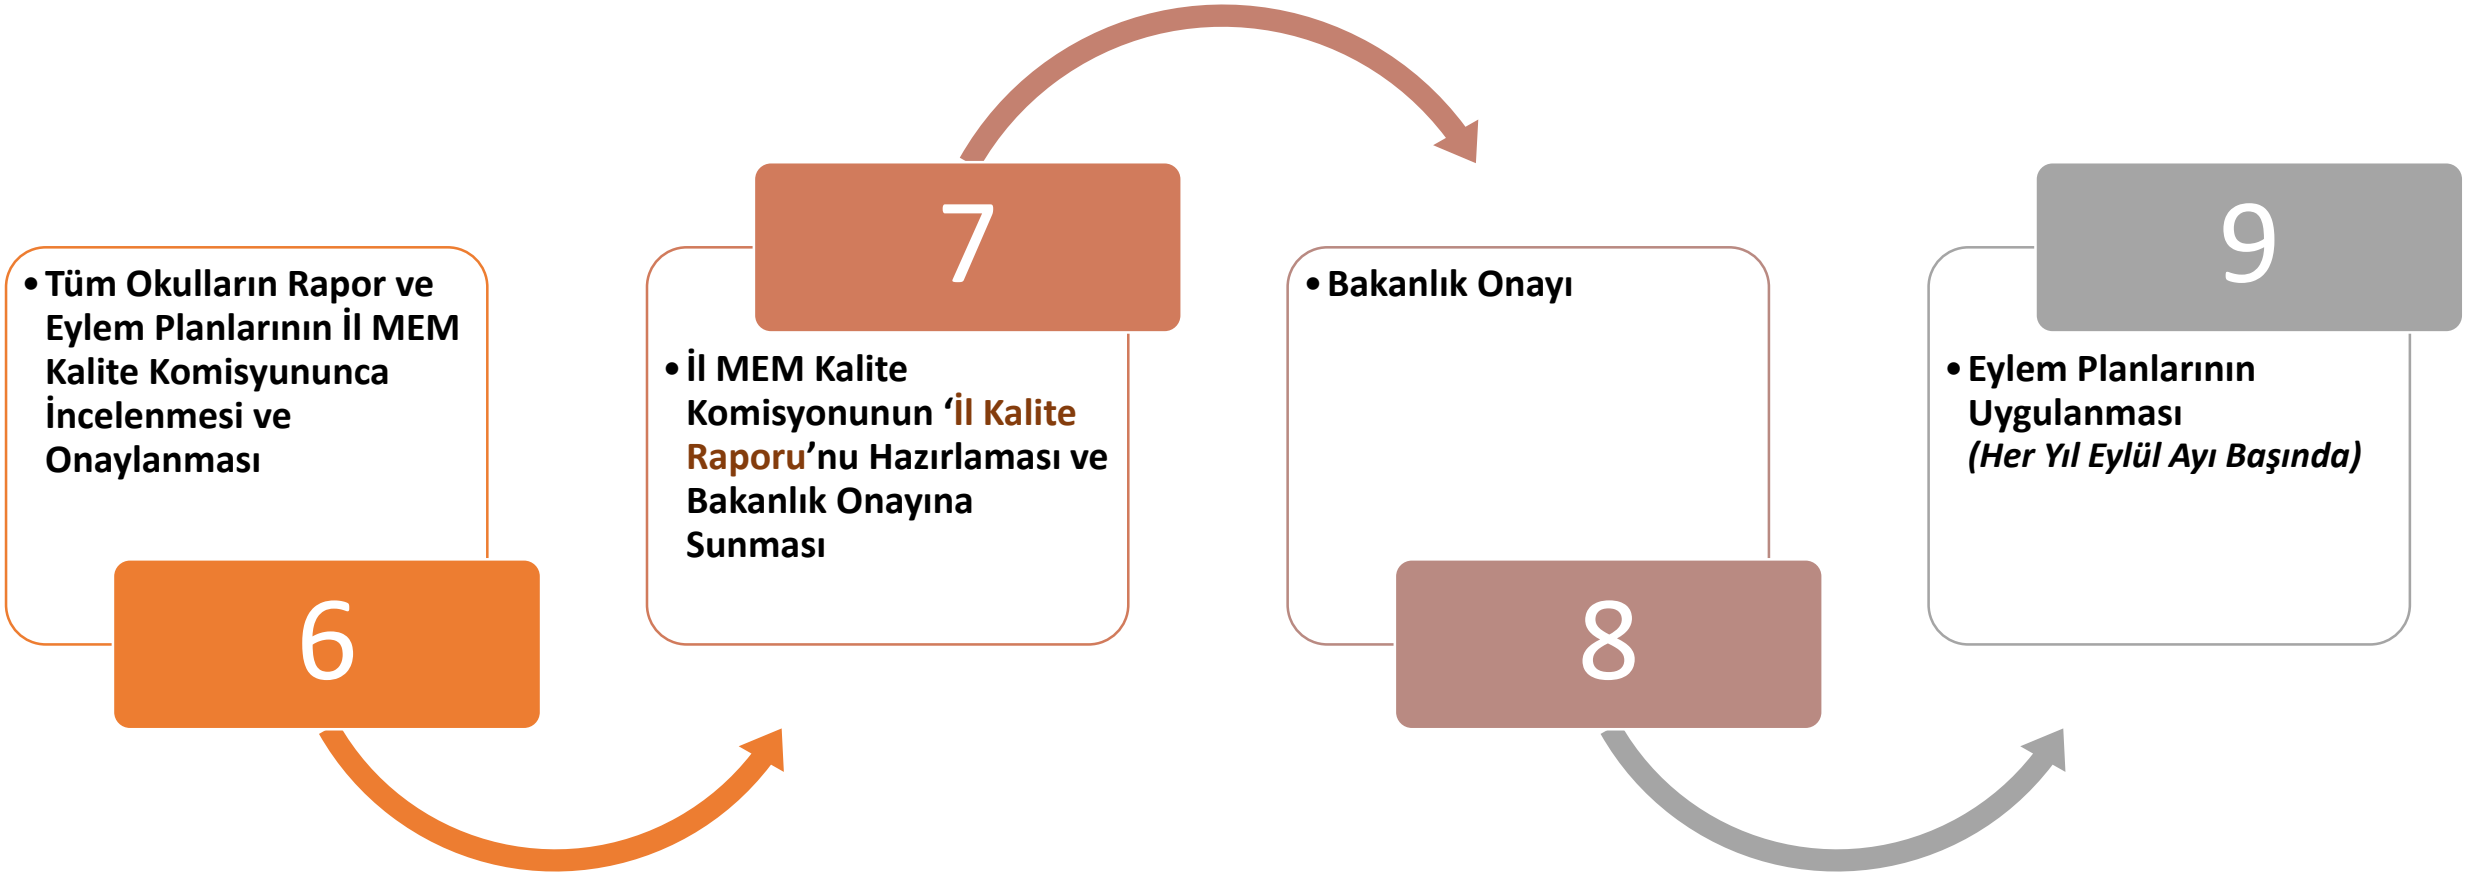 • Tüm Okulların Rapor ve
Eylem Planlarının İl MEM
Kalite Komisyununca
İncelenmesi ve
Onaylanması
6
7
• İl MEM Kalite
Komisyonunun ‘İl Kalite
Raporu’nu Hazırlaması ve
Bakanlık Onayına
Sunması
• Bakanlık Onayı
8
9
• Eylem Planlarının
Uygulanması
(Her Yıl Eylül Ayı Başında)